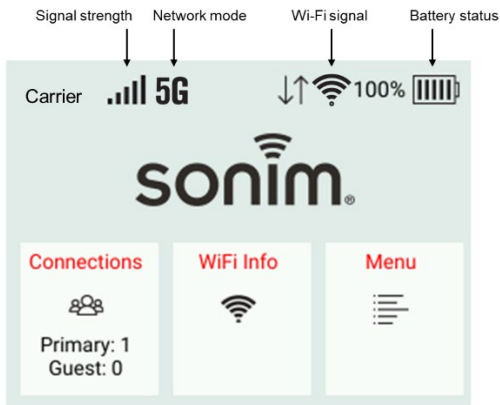 Signal strength Network mode Wi-Fi signal Battery status
Carrier 5G 100%
sonim®
Connections WiFi Info Menu
Primary: 1
Guest: 0